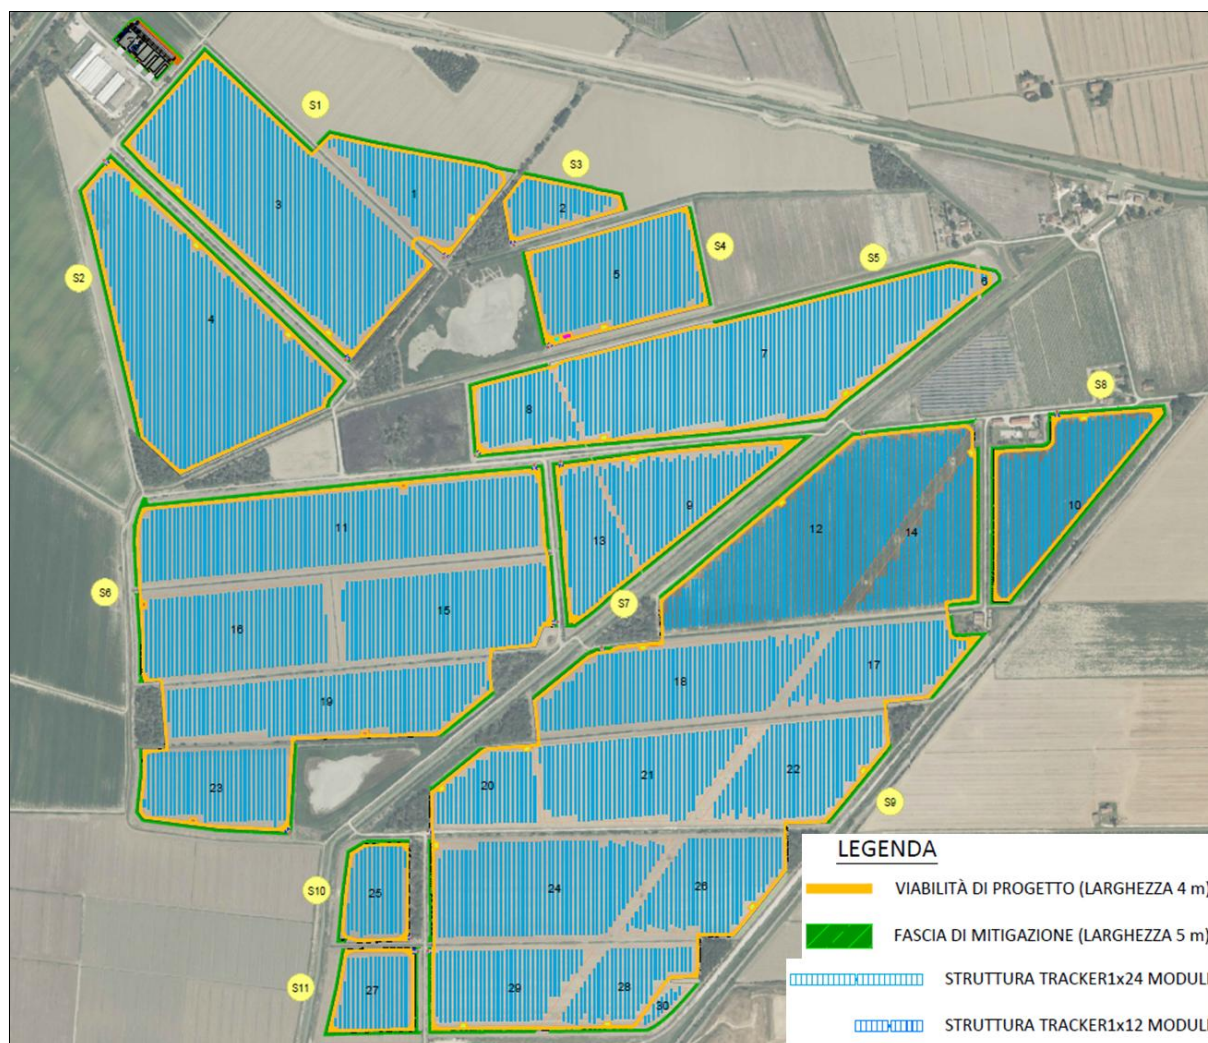 S1
S3
1
2
3
S4
S5
S2
5
4
6
7
8
S8
9
10
11
12
13
14
S6
S7
15
16
17
18
19
20
21
22
23
S9
24
25
26
S10
27
S11
28
29
30
LEGENDA
VIABILITÀ DI PROGETTO (LARGHEZZA 4 m)
FASCIA DI MITIGAZIONE (LARGHEZZA 5 m)
STRUTTURA TRACKER1x24 MODULI
STRUTTURA TRACKER1x12 MODULI